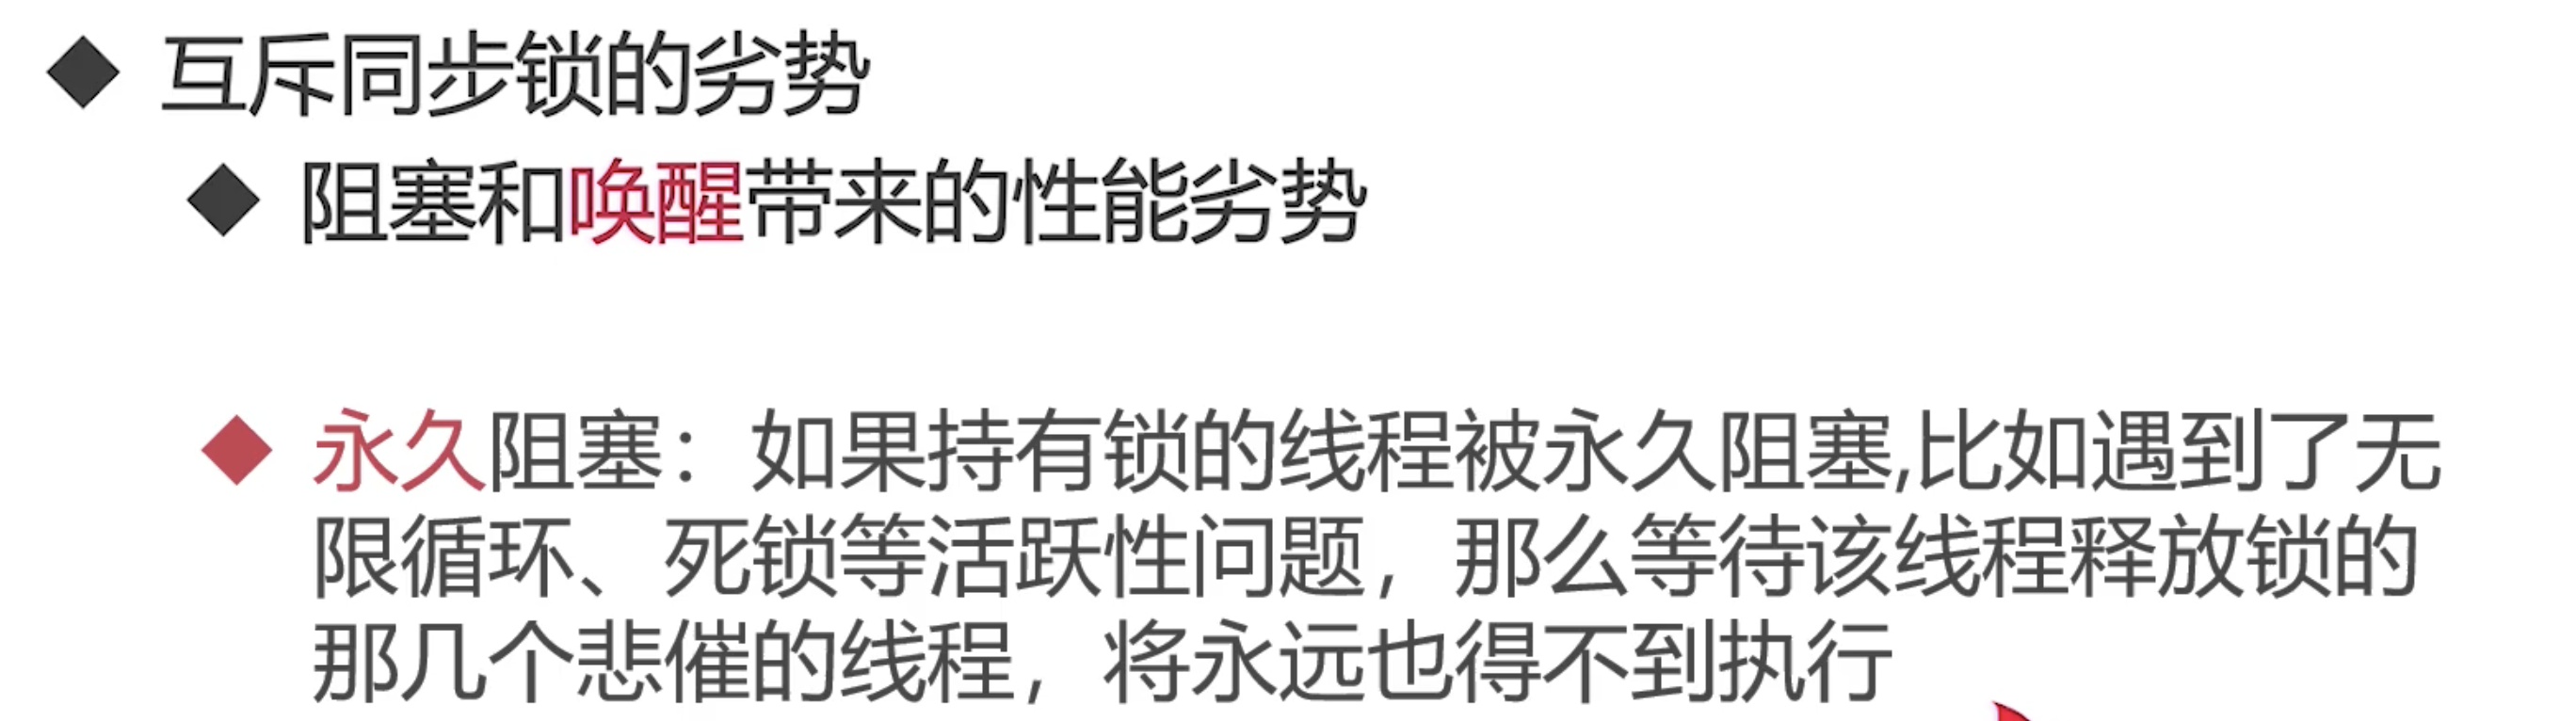 互斥同步锁的劣势
阻塞和唤醒带来的性能劣势
永久阻塞：如果持有锁的线程被永久阻塞,比如遇到了无
限循环、死锁等活跃性问题，那么等待该线程释放锁的
那几个悲催的线程，将永远也得不到执行